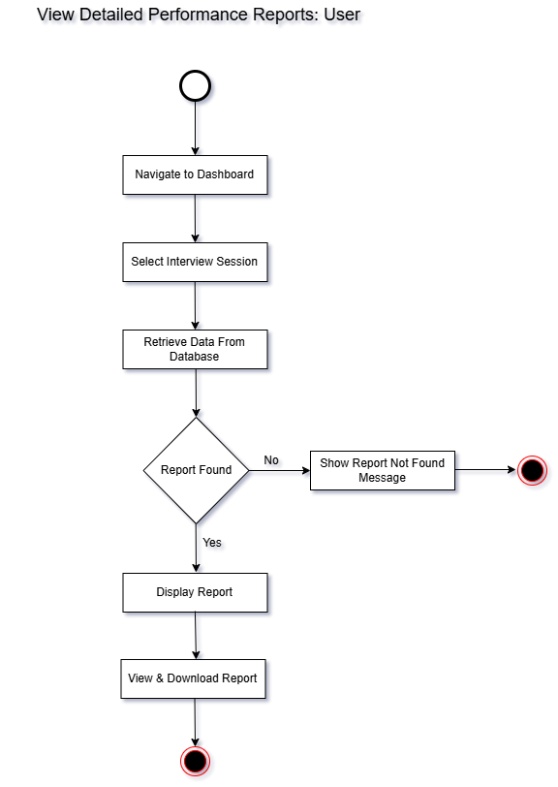 View Detailed Performance Reports: User
Navigate to Dashboard
Select Interview Session
Retrieve Data From
Database
Report Found
No
Show Report Not Found
Message
Yes
Display Report
View & Download Report